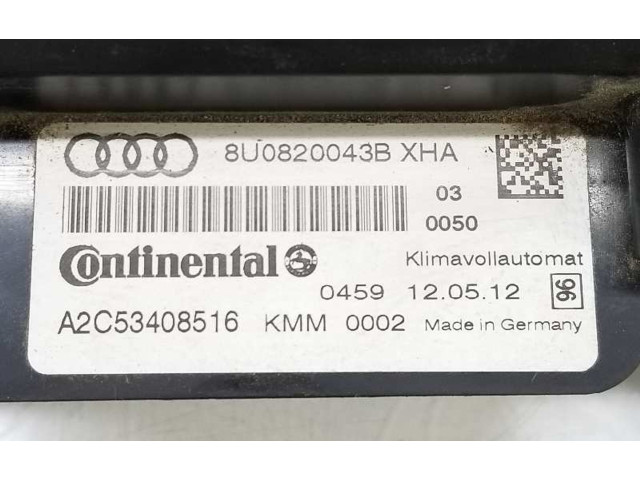 8U0820043B XHA
03
0050
Continental
Klimavollautomat
0459 12.05.12 96
A2C53408516 KMM 0002 Made in Germany